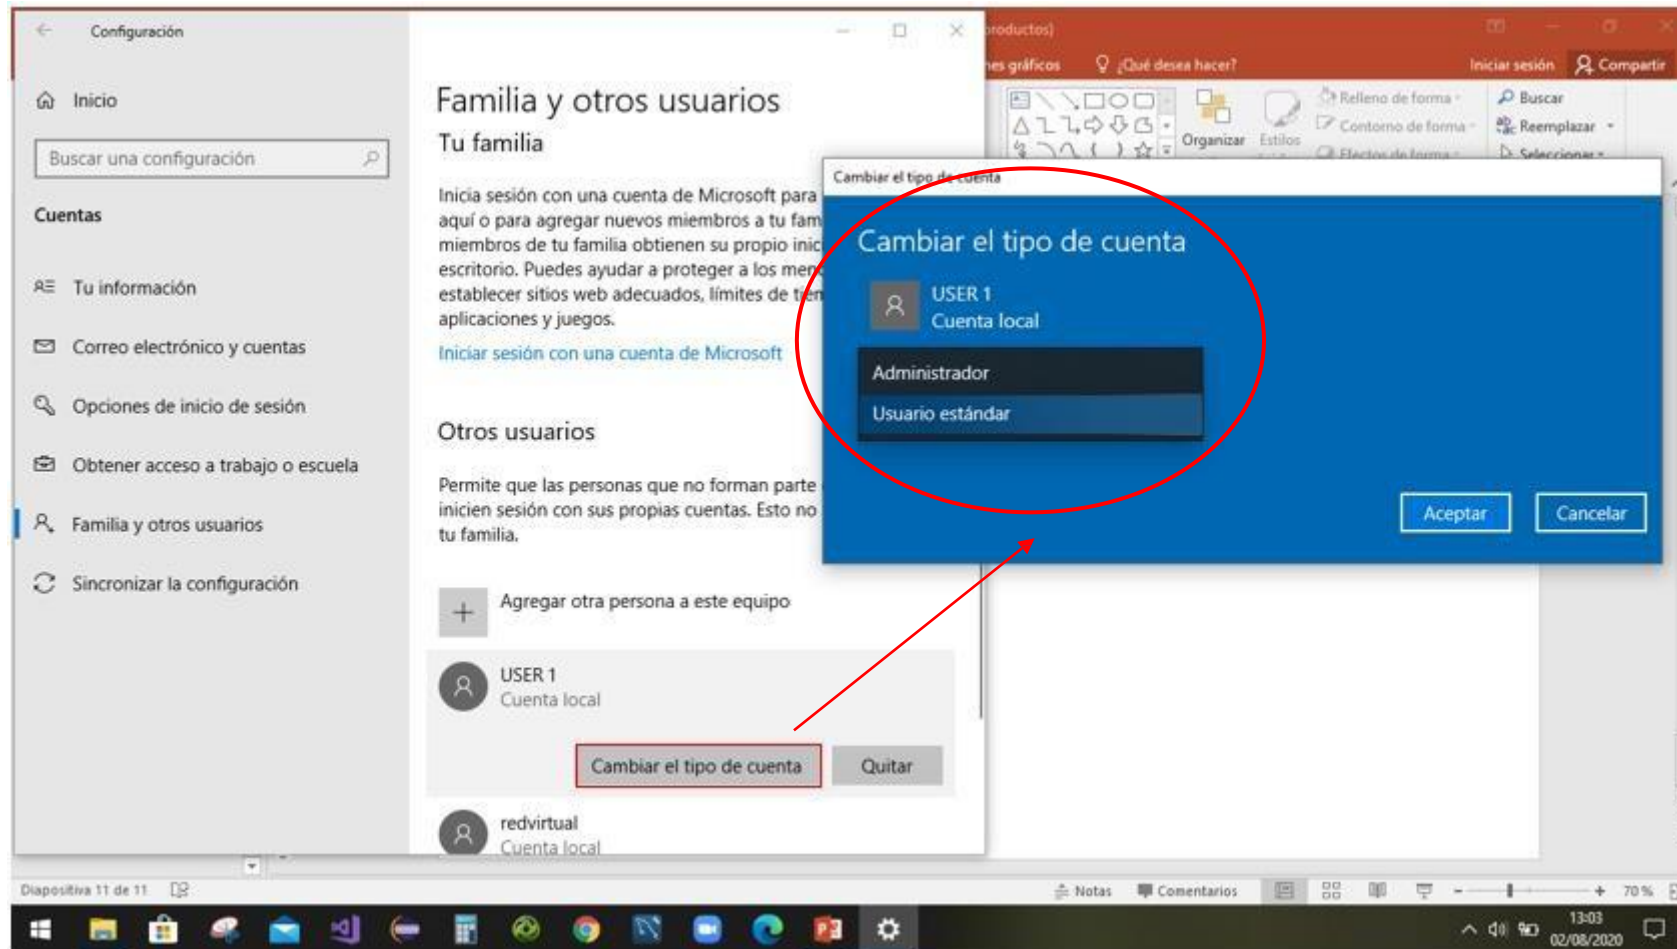 Configuración
Inicio
Buscar una configuración
Cuentas
Tu información
Correo electrónico y cuentas
Opciones de inicio de sesión
Obtener acceso a trabajo o escuela
Familia y otros usuarios
Sincronizar la configuración
Familia y otros usuarios
Tu familia
Inicia sesión con una cuenta de Microsoft para
aquí o para agregar nuevos miembros a tu fam
miembros de tu familia obtienen su propio inic
escritorio. Puedes ayudar a proteger a los men
establecer sitios web adecuados, límites de tien
aplicaciones y juegos.
Iniciar sesión con una cuenta de Microsoft
Otros usuarios
Permite que las personas que no forman parte
inicien sesión con sus propias cuentas. Esto no
tu familia.
Agregar otra persona a este equipo
USER 1
Cuenta local
Cambiar el tipo de cuenta Quitar
redvirtual
Cuenta local
productos)
nes gráficos ¿Qué desea hacer? Iniciar sesión Compartir
Organizar Estilos
Relleno de forma
Contorno de forma
Efectos de forma
Buscar
Reemplazar
Seleccionar
Cambiar el tipo de cuenta
Cambiar el tipo de cuenta
USER 1
Cuenta local
Administrador
Usuario estándar
Aceptar Cancelar
Diapositiva 11 de 11 Notas Comentarios 70 %
13:03
02/08/2020